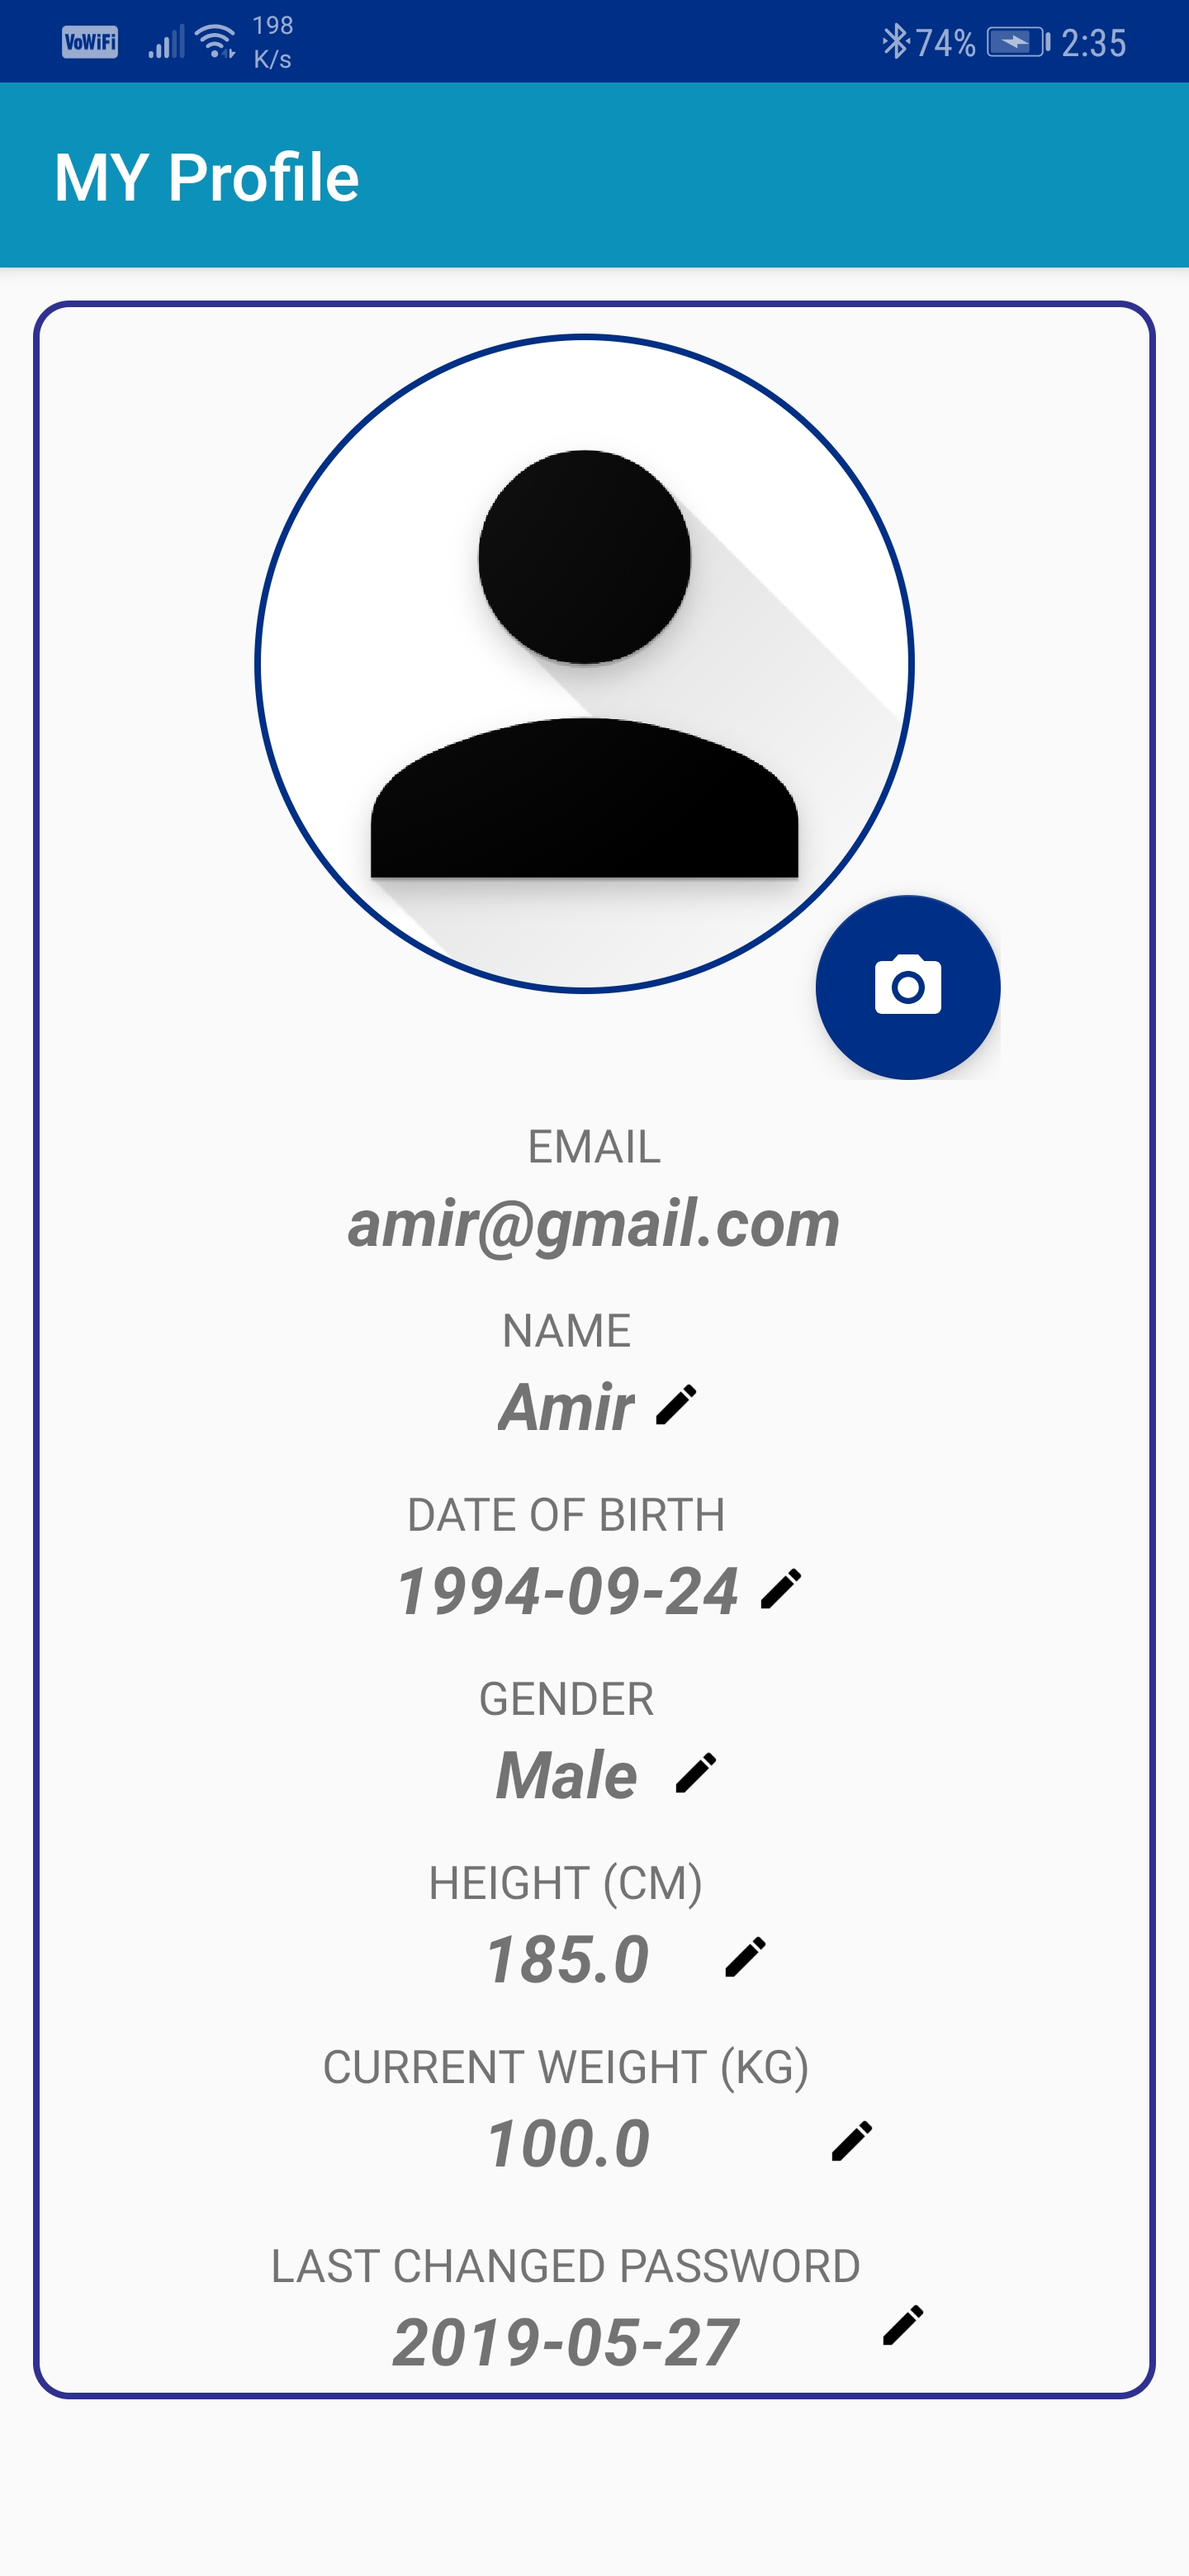 VoWiFi 198 K/s 74% 2:35
MY Profile
EMAIL
amir@gmail.com
NAME
Amir
DATE OF BIRTH
1994-09-24
GENDER
Male
HEIGHT (CM)
185.0
CURRENT WEIGHT (KG)
100.0
LAST CHANGED PASSWORD
2019-05-27